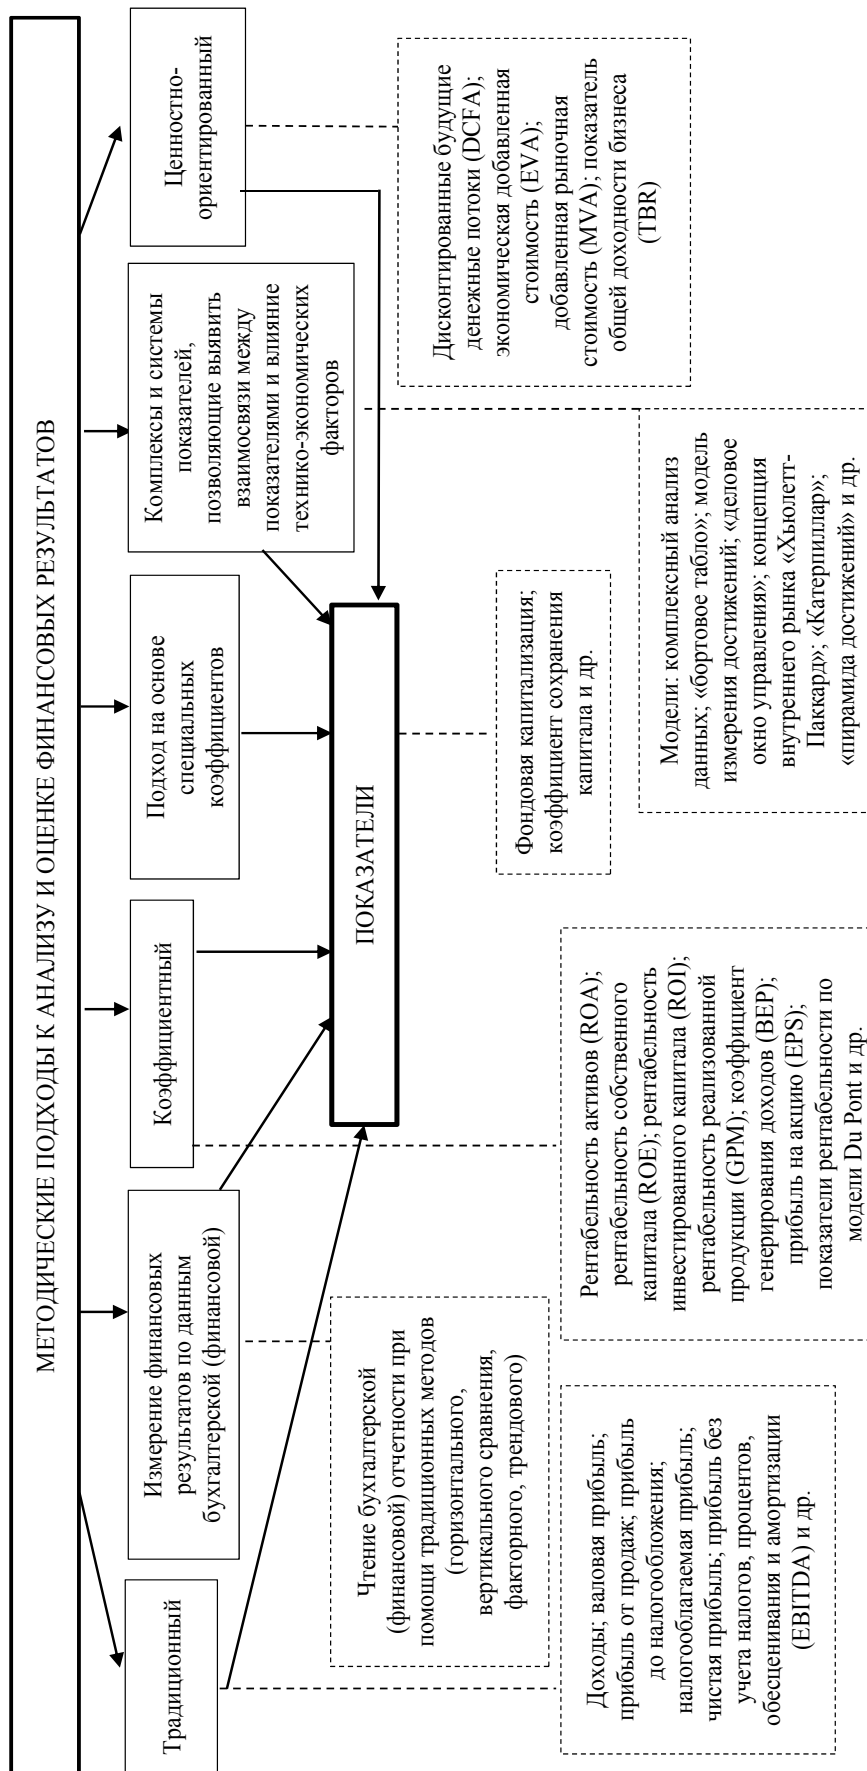 МЕТОДИЧЕСКИЕ ПОДХОДЫ К АНАЛИЗУ И ОЦЕНКЕ ФИНАНСОВЫХ РЕЗУЛЬТАТОВ
Традиционный
Измерение финансовых
результатов по данным
бухгалтерской (финансовой)
Коэффициентный
Подход на основе
специальных
коэффициентов
Комплексы и системы
показателей,
позволяющие выявить
взаимосвязи между
показателями и влияние
технико-экономических
факторов
Ценностно-
ориентированный
ПОКАЗАТЕЛИ
Чтение бухгалтерской
(финансовой) отчетности при
помощи традиционных методов
(горизонтального,
вертикального сравнения,
факторного, трендового)
Фондовая капитализация;
коэффициент сохранения
капитала и др.
Дисконтированные будущие
денежные потоки (DCFA);
экономическая добавленная
стоимость (EVA);
добавленная рыночная
стоимость (MVA); показатель
общей доходности бизнеса
(TBR)
Доходы, валовая прибыль;
прибыль от продаж; прибыль
до налогообложения;
налогооблагаемая прибыль;
чистая прибыль; прибыль без
учета налогов, процентов,
обесценивания и амортизации
(EBITDA) и др.
Рентабельность активов (ROA);
рентабельность собственного
капитала (ROE); рентабельность
инвестированного капитала (ROI);
рентабельность реализованной
продукции (GPM); коэффициент
генерирования доходов (BEP);
прибыль на акцию (EPS);
показатели рентабельности по
модели Du Pont и др.
Модели: комплексный анализ
данных; «бортовое табло»; модель
измерения достижений; «деловое
окно управления»; концепция
внутреннего рынка «Хьюлетт-
Паккард»; «Катерпиллар»;
«пирамида достижений» и др.